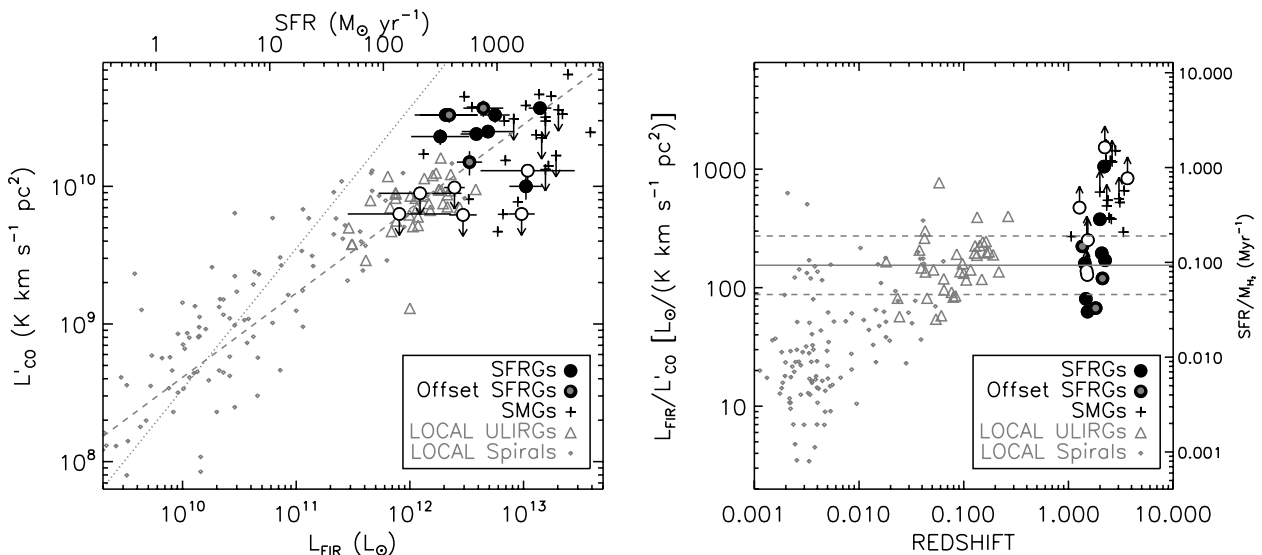 SFR (M⊙ yr⁻¹)
1 10 100 1000
L'CO (K km s⁻¹ pc²)
10¹⁰
10⁹
10⁸
SFRGs
Offset SFRGs
SMGs
LOCAL ULIRGs
LOCAL Spirals
10¹⁰ 10¹¹ 10¹² 10¹³
LFIR (L⊙)
LFIR/L'CO [L⊙/(K km s⁻¹ pc²)]
1000
100
10
10.000
1.000
0.100
0.010
0.001
SFR/MH₂ (Myr⁻¹)
SFRGs
Offset SFRGs
SMGs
LOCAL ULIRGs
LOCAL Spirals
0.001 0.010 0.100 1.000 10.000
REDSHIFT